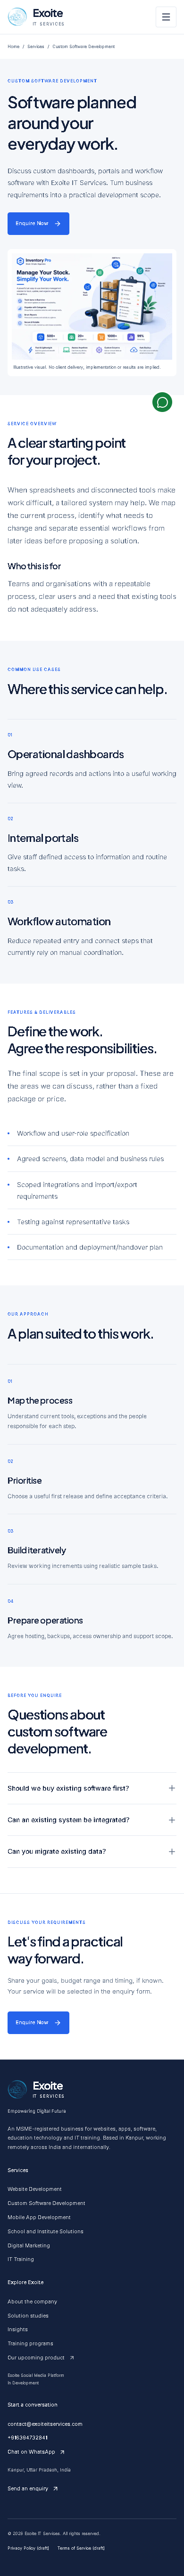 Exoite
IT SERVICES
Home / Services / Custom Software Development
CUSTOM SOFTWARE DEVELOPMENT
Software planned
around your
everyday work.
Discuss custom dashboards, portals and workflow
software with Exoite IT Services. Turn business
requirements into a practical development scope.
Enquire Now
Inventory Pro
Manage Your Stock.
Simplify Your Work.
Illustrative visual. No client delivery, implementation or results are implied.
SERVICE OVERVIEW
A clear starting point
for your project.
When spreadsheets and disconnected tools make
work difficult, a tailored system may help. We map
the current process, identify what needs to
change and separate essential workflows from
later ideas before proposing a solution.
Who this is for
Teams and organisations with a repeatable
process, clear users and a need that existing tools
do not adequately address.
COMMON USE CASES
Where this service can help.
01
Operational dashboards
Bring agreed records and actions into a useful working
view.
02
Internal portals
Give staff defined access to information and routine
tasks.
03
Workflow automation
Reduce repeated entry and connect steps that
currently rely on manual coordination.
FEATURES & DELIVERABLES
Define the work.
Agree the responsibilities.
The final scope is set in your proposal. These are
the areas we can discuss, rather than a fixed
package or price.
Workflow and user-role specification
Agreed screens, data model and business rules
Scoped integrations and import/export
requirements
Testing against representative tasks
Documentation and deployment/handover plan
OUR APPROACH
A plan suited to this work.
01
Map the process
Understand current tools, exceptions and the people
responsible for each step.
02
Prioritise
Choose a useful first release and define acceptance criteria.
03
Build iteratively
Review working increments using realistic sample tasks.
04
Prepare operations
Agree hosting, backups, access ownership and support scope.
BEFORE YOU ENQUIRE
Questions about
custom software
development.
Should we buy existing software first?
Can an existing system be integrated?
Can you migrate existing data?
DISCUSS YOUR REQUIREMENTS
Let's find a practical
way forward.
Share your goals, budget range and timing, if known.
Your service will be selected in the enquiry form.
Enquire Now
Exoite
IT SERVICES
Empowering Digital Future
An MSME-registered business for websites, apps, software,
education technology and IT training. Based in Kanpur, working
remotely across India and internationally.
Services
Website Development
Custom Software Development
Mobile App Development
School and Institute Solutions
Digital Marketing
IT Training
Explore Exoite
About the company
Solution studies
Insights
Training programs
Our upcoming product
Exoite Social Media Platform
In Development
Start a conversation
contact@exoiteitservices.com
+916394732841
Chat on WhatsApp
Kanpur, Uttar Pradesh, India
Send an enquiry
© 2026 Exoite IT Services. All rights reserved.
Privacy Policy (draft) Terms of Service (draft)